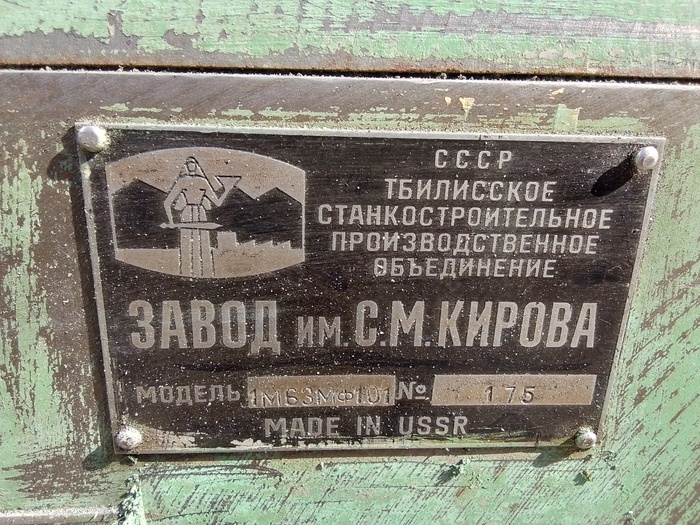 СССР
ТБИЛИССКОЕ
СТАНКОСТРОИТЕЛЬНОЕ
ПРОИЗВОДСТВЕННОЕ
ОБЪЕДИНЕНИЕ
ЗАВОД ИМ. С.М. КИРОВА
МОДЕЛЬ 1М63МФ101 № 175
MADE IN USSR